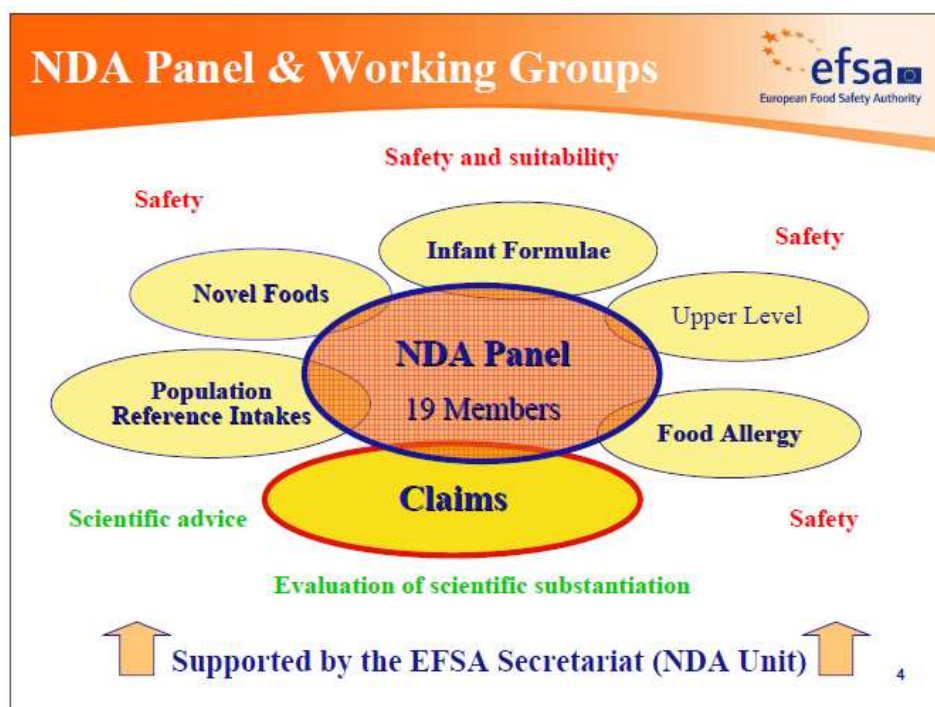 NDA Panel & Working Groups
efsa
European Food Safety Authority
Safety and suitability
Safety
Infant Formulae
Safety
Novel Foods
Upper Level
NDA Panel
19 Members
Population
Reference Intakes
Food Allergy
Claims
Scientific advice
Safety
Evaluation of scientific substantiation
Supported by the EFSA Secretariat (NDA Unit)
4